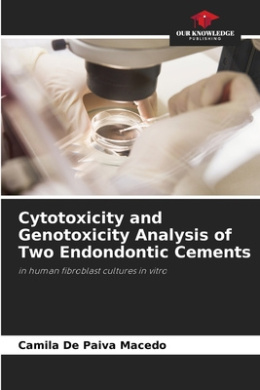 OUR KNOWLEDGE
PUBLISHING
Cytotoxicity and
Genotoxicity Analysis of
Two Endondontic Cements
in human fibroblast cultures in vitro
Camila De Paiva Macedo